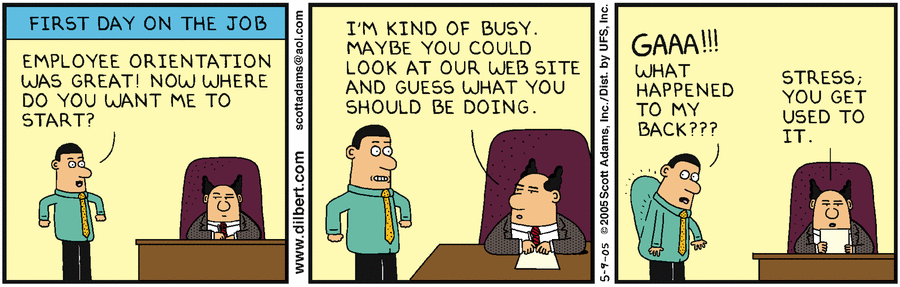 FIRST DAY ON THE JOB
EMPLOYEE ORIENTATION
WAS GREAT! NOW WHERE
DO YOU WANT ME TO
START?
www.dilbert.com
scottadams@aol.com
I'M KIND OF BUSY.
MAYBE YOU COULD
LOOK AT OUR WEB SITE
AND GUESS WHAT YOU
SHOULD BE DOING.
5-9-05 ©2005 Scott Adams, Inc./Dist. by UFS, Inc.
GAAA!!!
WHAT
HAPPENED
TO MY
BACK???
STRESS;
YOU GET
USED TO
IT.